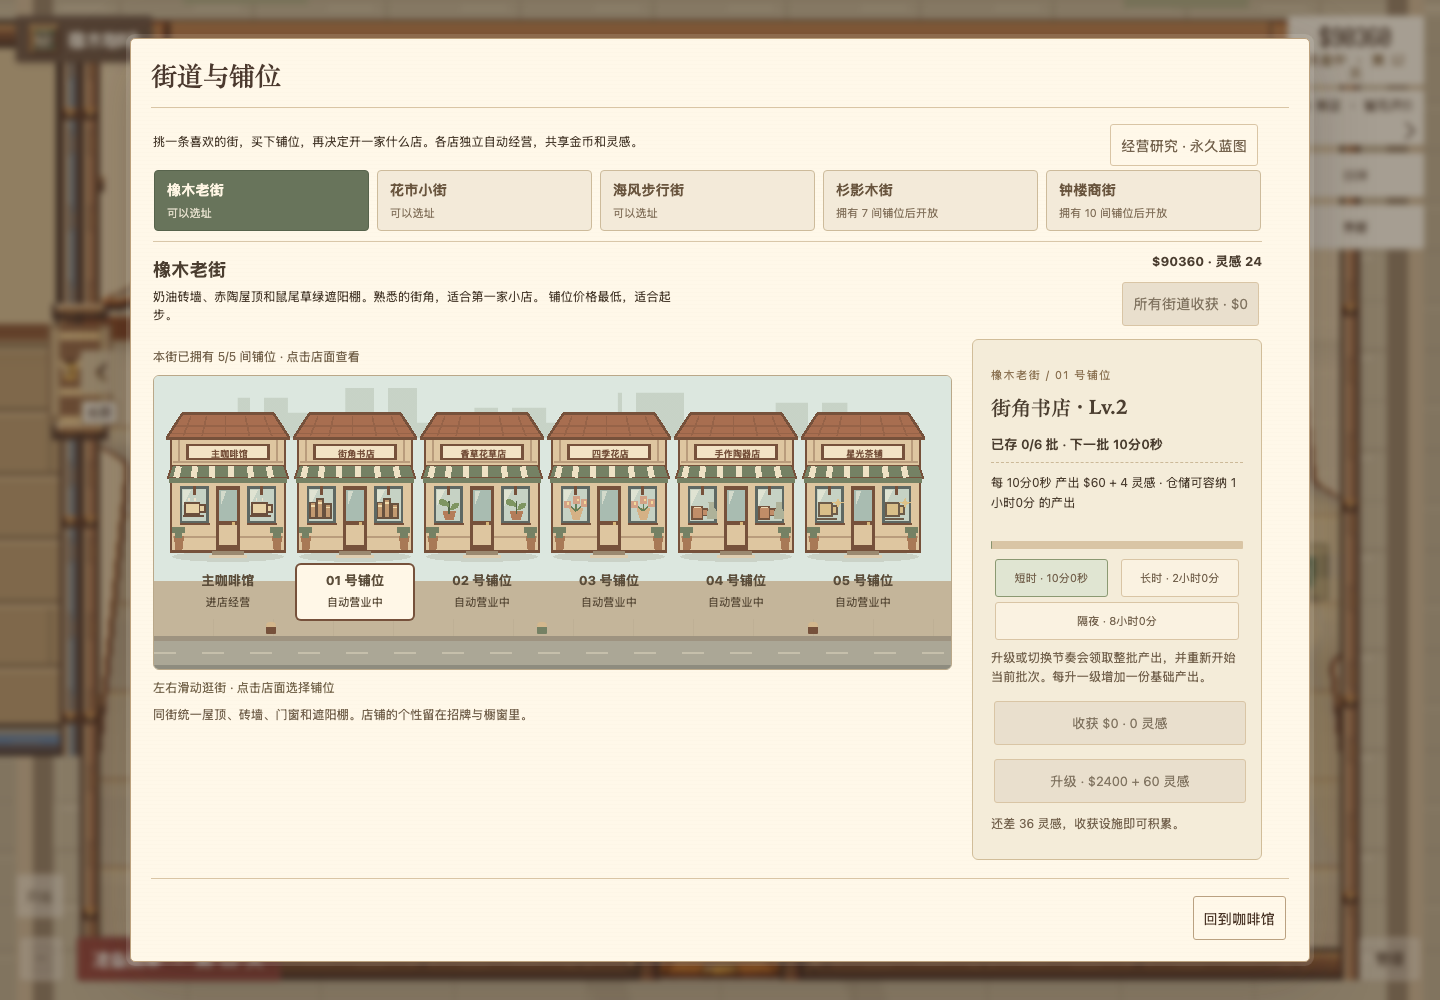 街道与铺位
挑一条喜欢的街，买下铺位，再决定开一家什么店。各店独立自动经营，共享金币和灵感。
经营研究 · 永久蓝图
橡木老街
可以选址
花市小街
可以选址
海风步行街
可以选址
杉影木街
拥有 7 间铺位后开放
钟楼商街
拥有 10 间铺位后开放
橡木老街
$90360 · 灵感 24
奶油砖墙、赤陶屋顶和鼠尾草绿遮阳棚。熟悉的街角，适合第一家小店。 铺位价格最低，适合起
步。
所有街道收获 · $0
本街已拥有 5/5 间铺位 · 点击店面查看
主咖啡馆
街角书店
香草花草店
四季花店
手作陶器店
星光茶铺
主咖啡馆
进店经营
01 号铺位
自动营业中
02 号铺位
自动营业中
03 号铺位
自动营业中
04 号铺位
自动营业中
05 号铺位
自动营业中
左右滑动逛街 · 点击店面选择铺位
同街统一屋顶、砖墙、门窗和遮阳棚。店铺的个性留在招牌与橱窗里。
橡木老街 / 01 号铺位
街角书店 · Lv.2
已存 0/6 批 · 下一批 10分0秒
每 10分0秒 产出 $60 + 4 灵感 · 仓储可容纳 1
小时0分 的产出
短时 · 10分0秒
长时 · 2小时0分
隔夜 · 8小时0分
升级或切换节奏会领取整批产出，并重新开始
当前批次。每升一级增加一份基础产出。
收获 $0 · 0 灵感
升级 · $2400 + 60 灵感
还差 36 灵感，收获设施即可积累。
回到咖啡馆
$90360